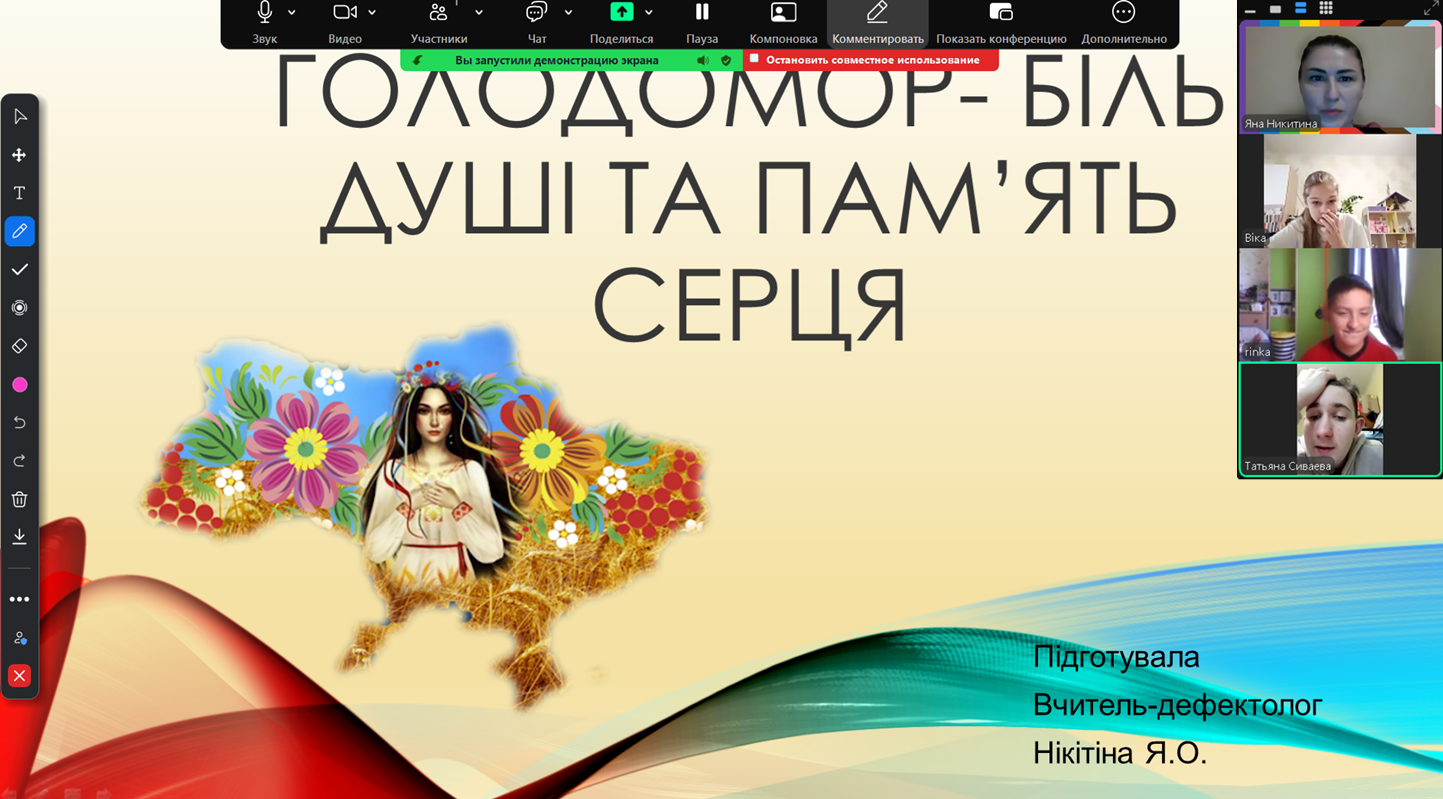 Звук
Видео
Участники
Чат
Поделиться
Пауза
Компоновка
Комментировать
Показать конференцию
Дополнительно
Вы запустили демонстрацию экрана
Остановить совместное использование
ГОЛОДОМОР- БІЛЬ
ДУШІ ТА ПАМ’ЯТЬ
СЕРЦЯ
Яна Никитина
Віка
rinka
Татьяна Сиваева
T
Підготувала
Вчитель-дефектолог
Нікітіна Я.О.